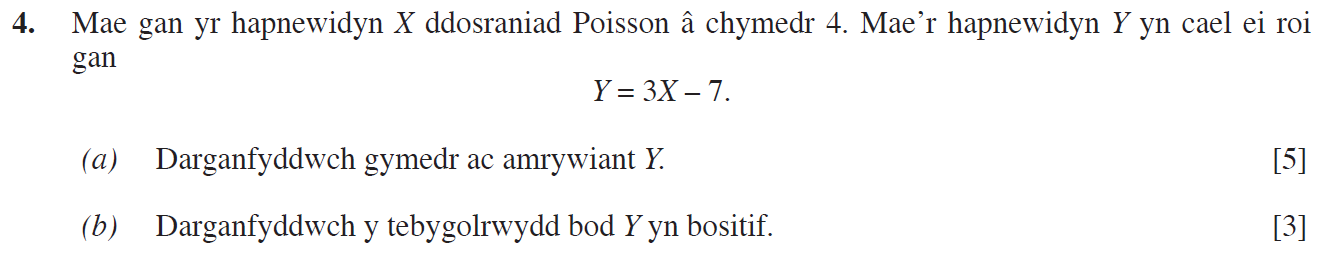 4. Mae gan yr hapnewidyn X ddosraniad Poisson â chymedr 4. Mae’r hapnewidyn Y yn cael ei roi
gan
Y = 3X – 7.
(a) Darganfyddwch gymedr ac amrywiant Y. [5]
(b) Darganfyddwch y tebygolrwydd bod Y yn bositif. [3]